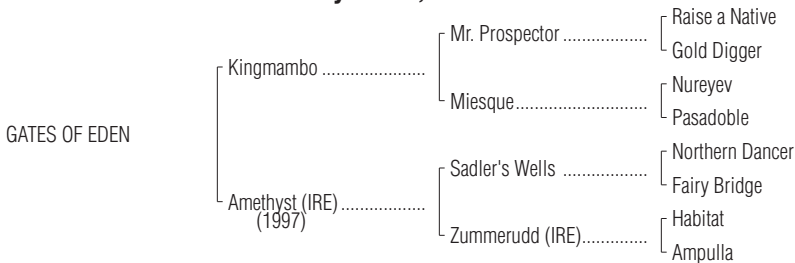 Raise a Native
Mr. Prospector ..................
Gold Digger
Kingmambo ......................
Nureyev
Miesque............................
Pasadoble
GATES OF EDEN
Northern Dancer
Sadler's Wells ..................
Fairy Bridge
Amethyst (IRE)..................
(1997)
Habitat
Zummerudd (IRE)..............
Ampulla